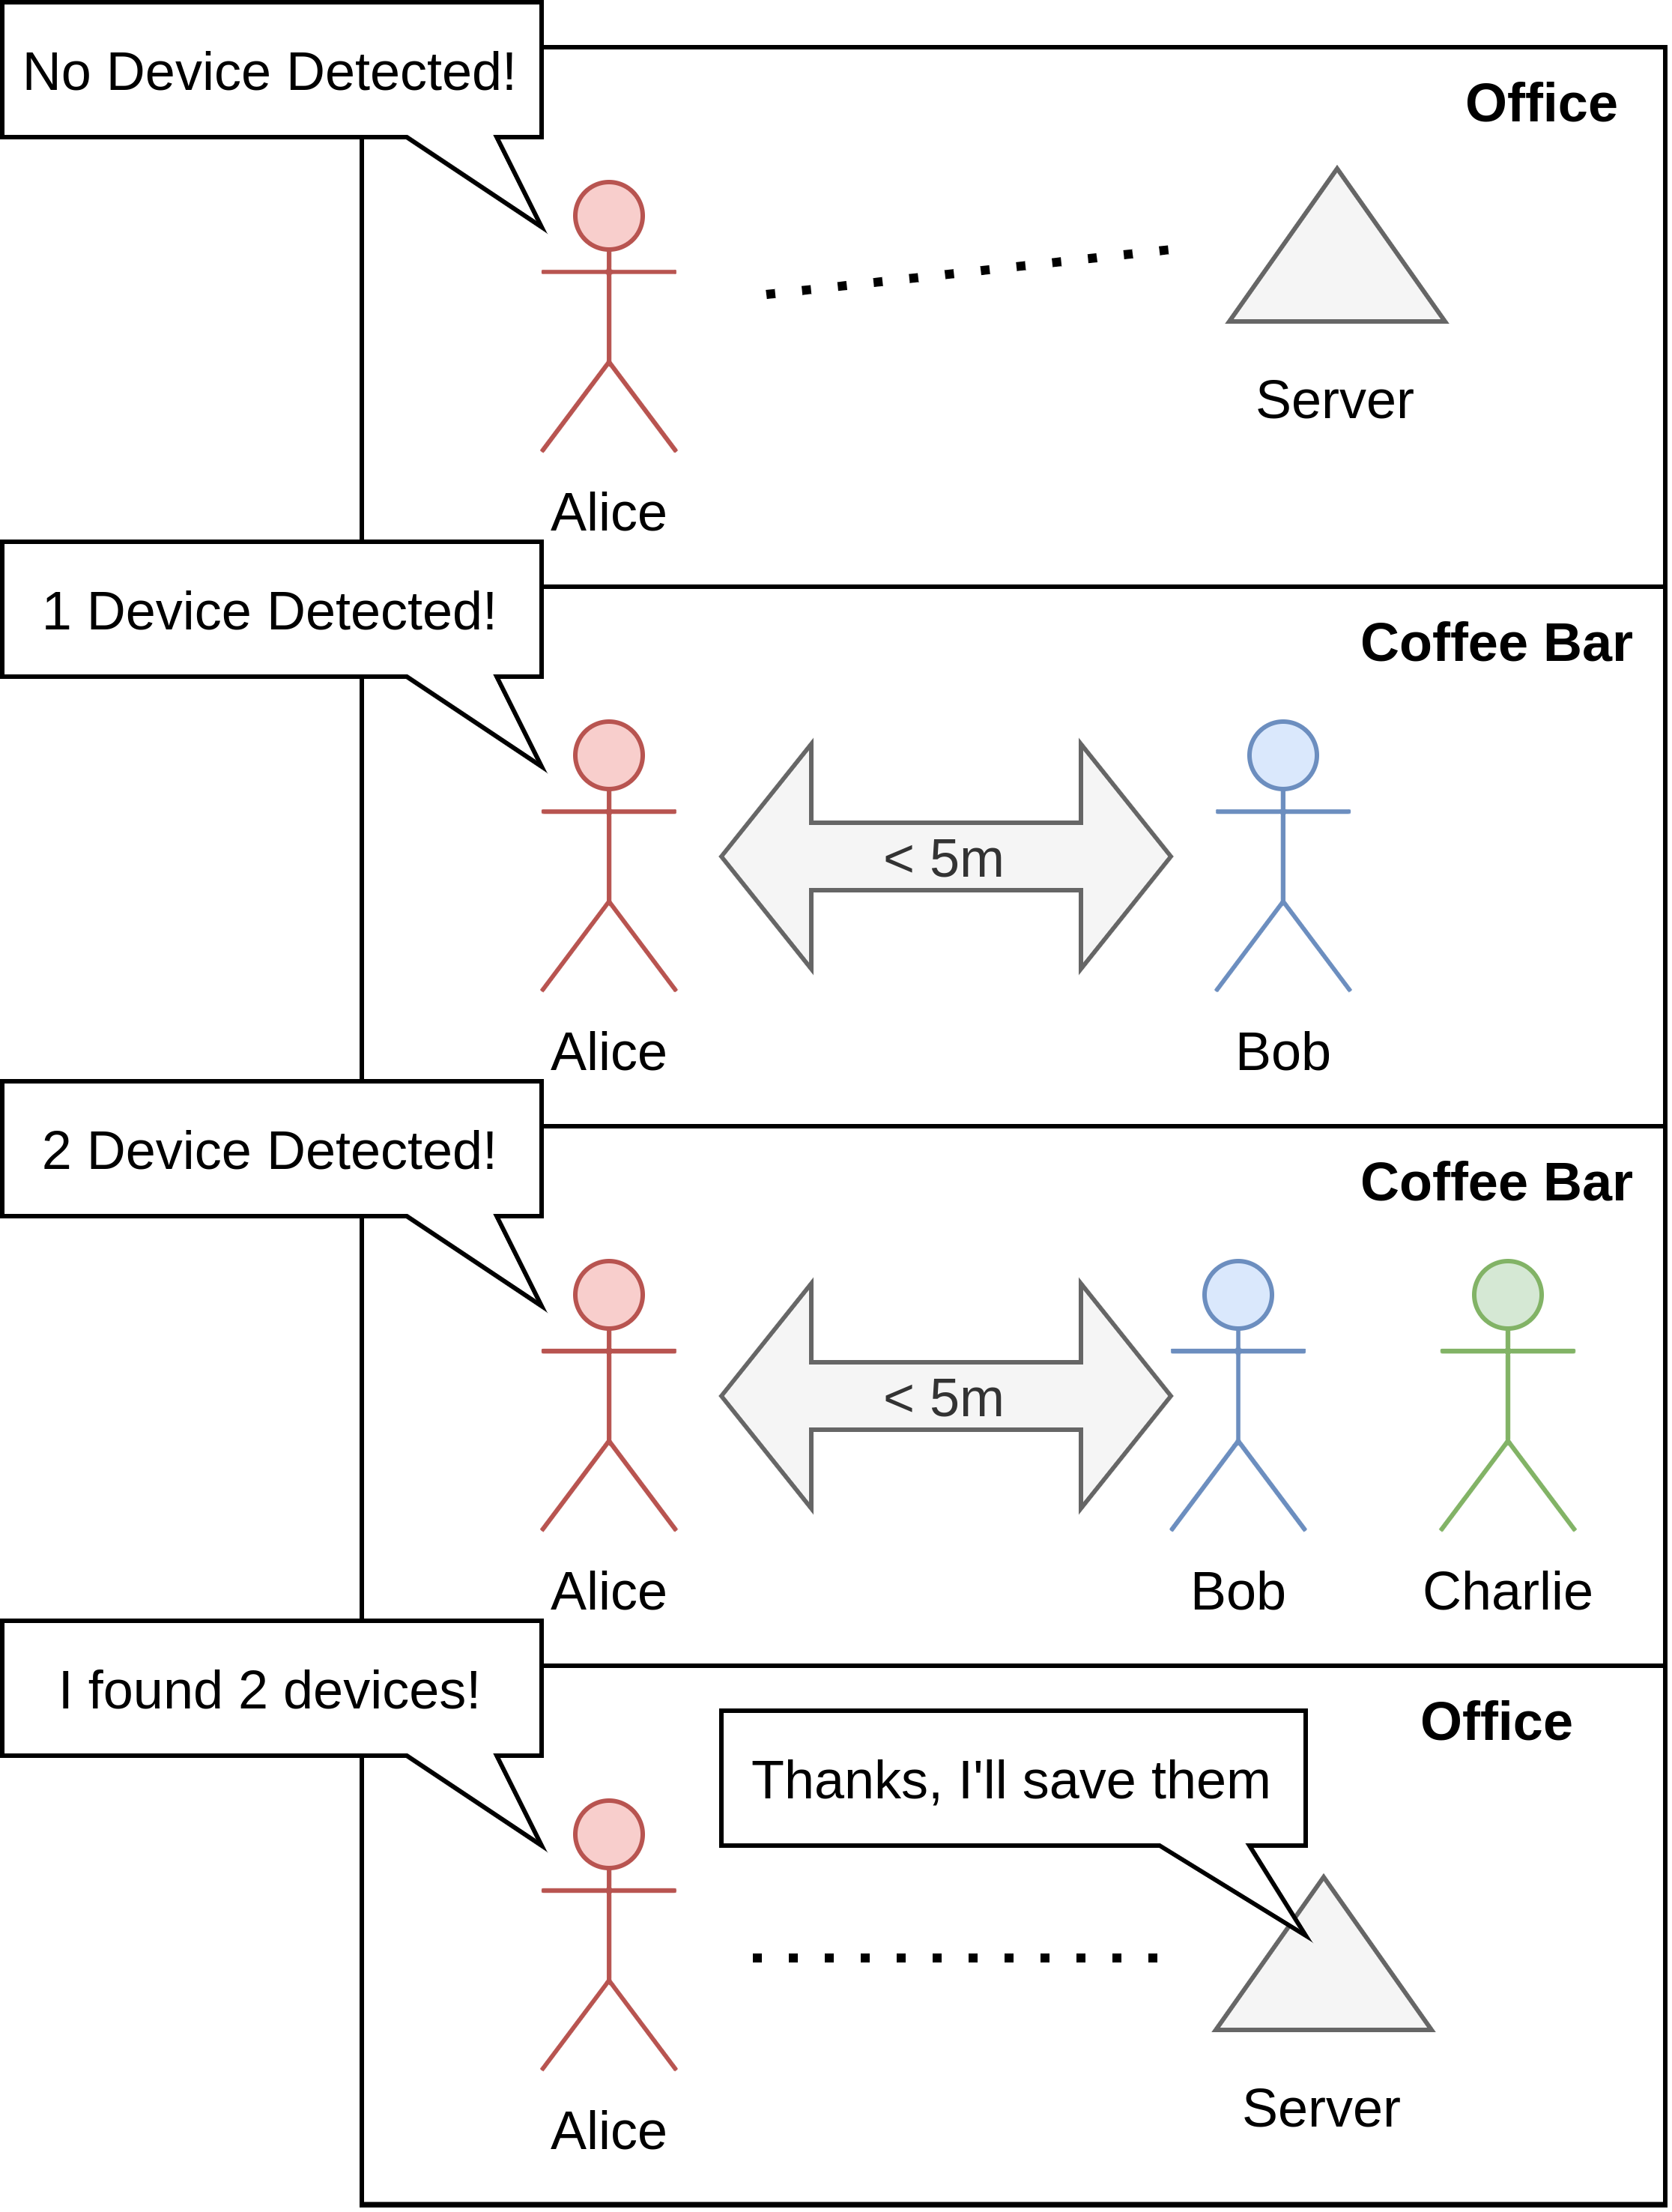 No Device Detected!
Office
Server
Alice
1 Device Detected!
Coffee Bar
< 5m
Alice
Bob
2 Device Detected!
Coffee Bar
< 5m
Alice
Bob
Charlie
I found 2 devices!
Office
Thanks, I'll save them
Server
Alice